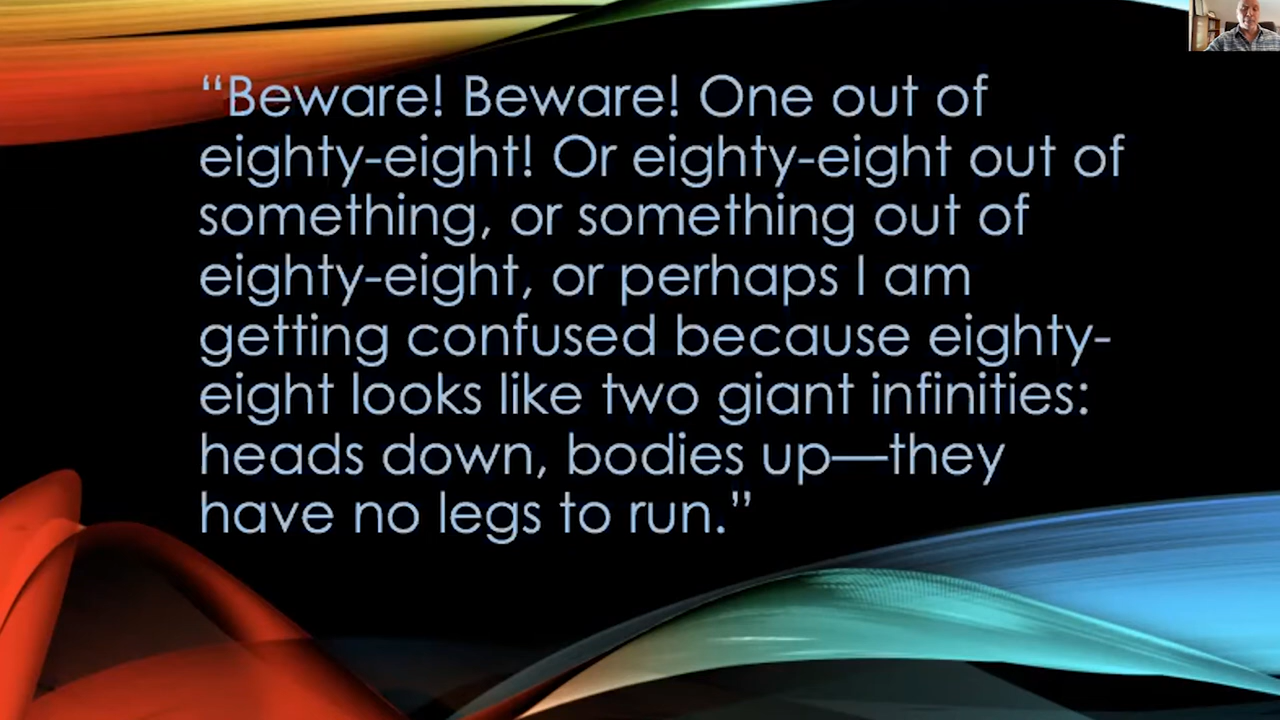 “Beware! Beware! One out of
eighty-eight! Or eighty-eight out of
something, or something out of
eighty-eight, or perhaps I am
getting confused because eighty-
eight looks like two giant infinities:
heads down, bodies up—they
have no legs to run.”